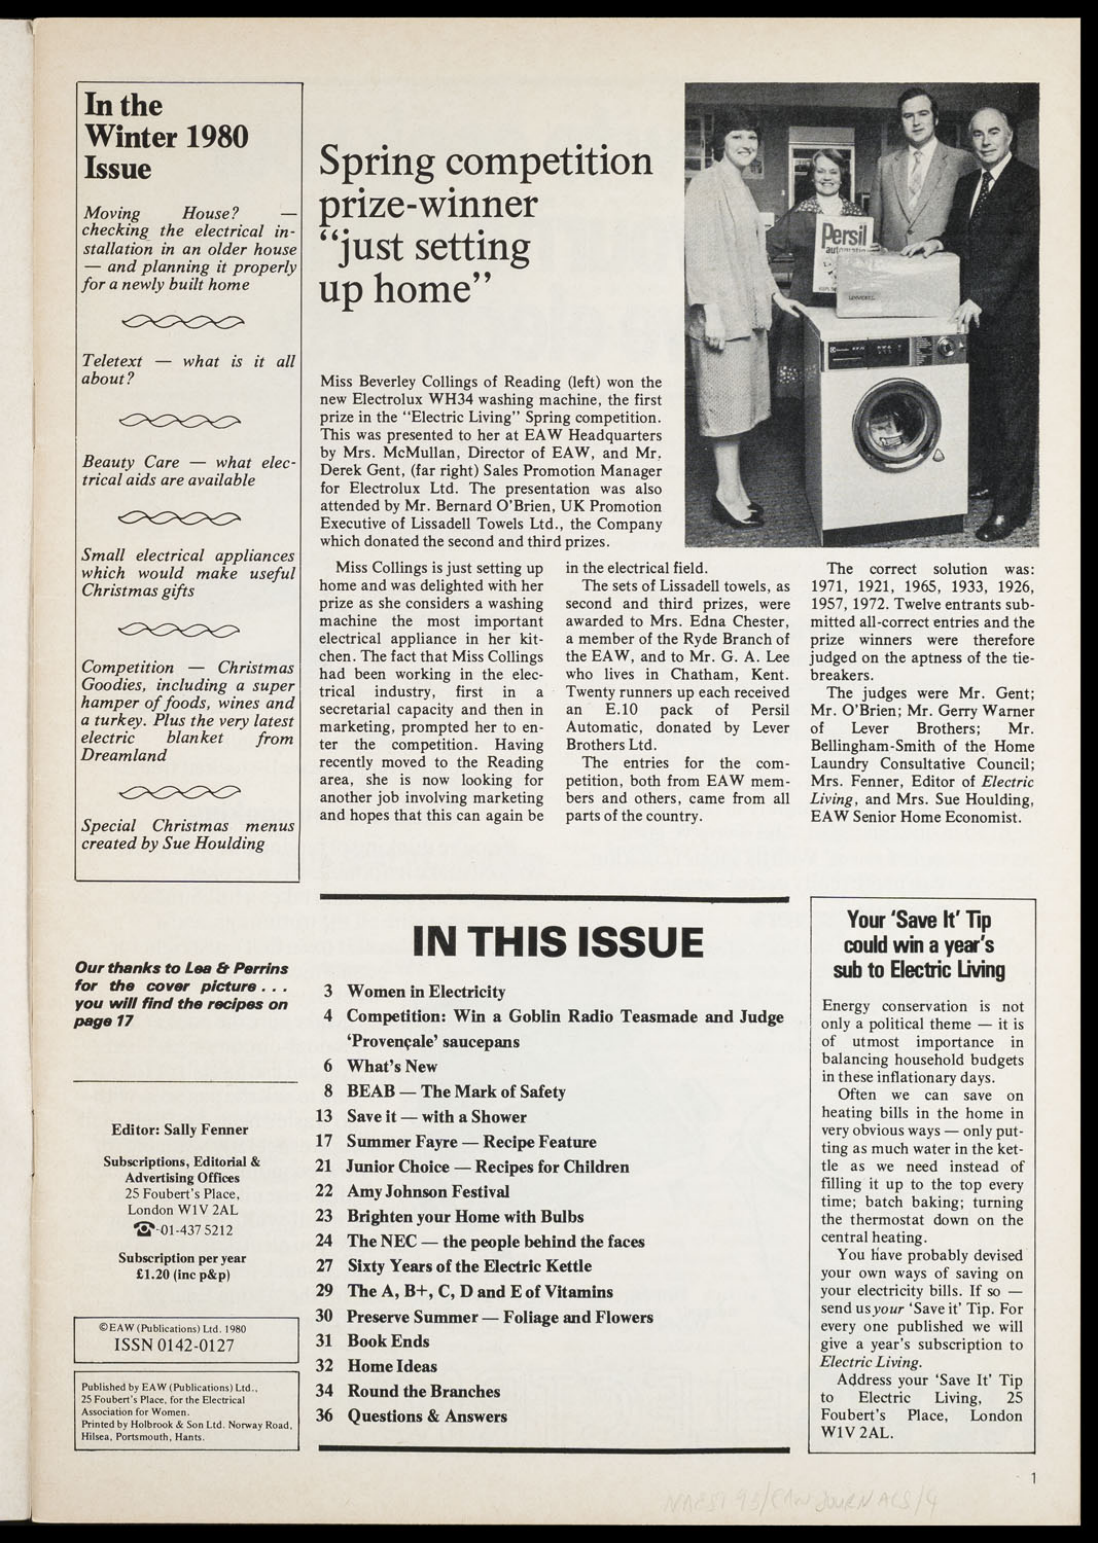 In the
Winter 1980
Issue
Moving House? —
checking the electrical in-
stallation in an older house
— and planning it properly
for a newly built home
Teletext — what is it all
about?
Beauty Care — what elec-
trical aids are available
Small electrical appliances
which would make useful
Christmas gifts
Competition — Christmas
Goodies, including a super
hamper of foods, wines and
a turkey. Plus the very latest
electric blanket from
Dreamland
Special Christmas menus
created by Sue Houlding
Spring competition
prize-winner
“just setting
up home”
Persil
automatic
Miss Beverley Collings of Reading (left) won the
new Electrolux WH34 washing machine, the first
prize in the “Electric Living” Spring competition.
This was presented to her at EAW Headquarters
by Mrs. McMullan, Director of EAW, and Mr.
Derek Gent, (far right) Sales Promotion Manager
for Electrolux Ltd. The presentation was also
attended by Mr. Bernard O’Brien, UK Promotion
Executive of Lissadell Towels Ltd., the Company
which donated the second and third prizes.
Miss Collings is just setting up
home and was delighted with her
prize as she considers a washing
machine the most important
electrical appliance in her kit-
chen. The fact that Miss Collings
had been working in the elec-
trical industry, first in a
secretarial capacity and then in
marketing, prompted her to en-
ter the competition. Having
recently moved to the Reading
area, she is now looking for
another job involving marketing
and hopes that this can again be
in the electrical field.
The sets of Lissadell towels, as
second and third prizes, were
awarded to Mrs. Edna Chester,
a member of the Ryde Branch of
the EAW, and to Mr. G. A. Lee
who lives in Chatham, Kent.
Twenty runners up each received
an E.10 pack of Persil
Automatic, donated by Lever
Brothers Ltd.
The entries for the com-
petition, both from EAW mem-
bers and others, came from all
parts of the country.
The correct solution was:
1971, 1921, 1965, 1933, 1926,
1957, 1972. Twelve entrants sub-
mitted all-correct entries and the
prize winners were therefore
judged on the aptness of the tie-
breakers.
The judges were Mr. Gent;
Mr. O’Brien; Mr. Gerry Warner
of Lever Brothers; Mr.
Bellingham-Smith of the Home
Laundry Consultative Council;
Mrs. Fenner, Editor of Electric
Living, and Mrs. Sue Houlding,
EAW Senior Home Economist.
Our thanks to Lea & Perrins
for the cover picture . . .
you will find the recipes on
page 17
Editor: Sally Fenner
Subscriptions, Editorial &
Advertising Offices
25 Foubert’s Place,
London W1V 2AL
☎-01-437 5212
Subscription per year
£1.20 (inc p&p)
©EAW (Publications) Ltd. 1980
ISSN 0142-0127
Published by EAW (Publications) Ltd.,
25 Foubert’s Place, for the Electrical
Association for Women.
Printed by Holbrook & Son Ltd. Norway Road,
Hilsea, Portsmouth, Hants.
IN THIS ISSUE
3 Women in Electricity
4 Competition: Win a Goblin Radio Teasmade and Judge
‘Provençale’ saucepans
6 What’s New
8 BEAB — The Mark of Safety
13 Save it — with a Shower
17 Summer Fayre — Recipe Feature
21 Junior Choice — Recipes for Children
22 Amy Johnson Festival
23 Brighten your Home with Bulbs
24 The NEC — the people behind the faces
27 Sixty Years of the Electric Kettle
29 The A, B+, C, D and E of Vitamins
30 Preserve Summer — Foliage and Flowers
31 Book Ends
32 Home Ideas
34 Round the Branches
36 Questions & Answers
Your ‘Save It’ Tip
could win a year’s
sub to Electric Living
Energy conservation is not
only a political theme — it is
of utmost importance in
balancing household budgets
in these inflationary days.
Often we can save on
heating bills in the home in
very obvious ways — only put-
ting as much water in the ket-
tle as we need instead of
filling it up to the top every
time; batch baking; turning
the thermostat down on the
central heating.
You have probably devised
your own ways of saving on
your electricity bills. If so —
send us your ‘Save it’ Tip. For
every one published we will
give a year’s subscription to
Electric Living.
Address your ‘Save It’ Tip
to Electric Living, 25
Foubert’s Place, London
W1V 2AL.
1
NAEST 93/EAW JOURNALS/4